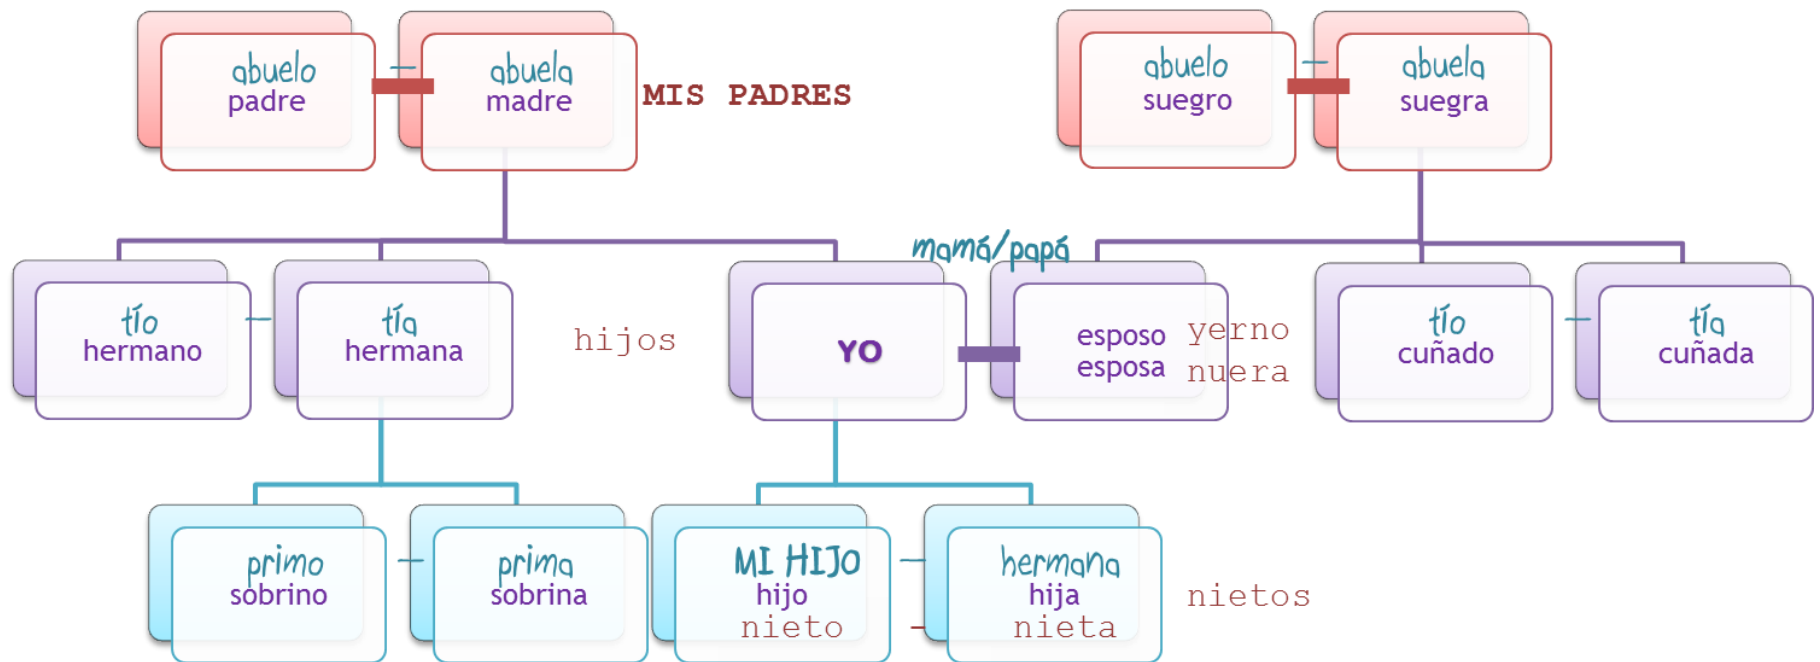 abuelo
padre
–
abuela
madre
MIS PADRES
abuelo
suegro
–
abuela
suegra
tío
hermano
–
tía
hermana
hijos
YO
mamá/papá
esposo
esposa
yerno
nuera
tío
cuñado
–
tía
cuñada
primo
sobrino
–
prima
sobrina
MI HIJO
hijo
nieto
–
–
hermana
hija
nieta
nietos